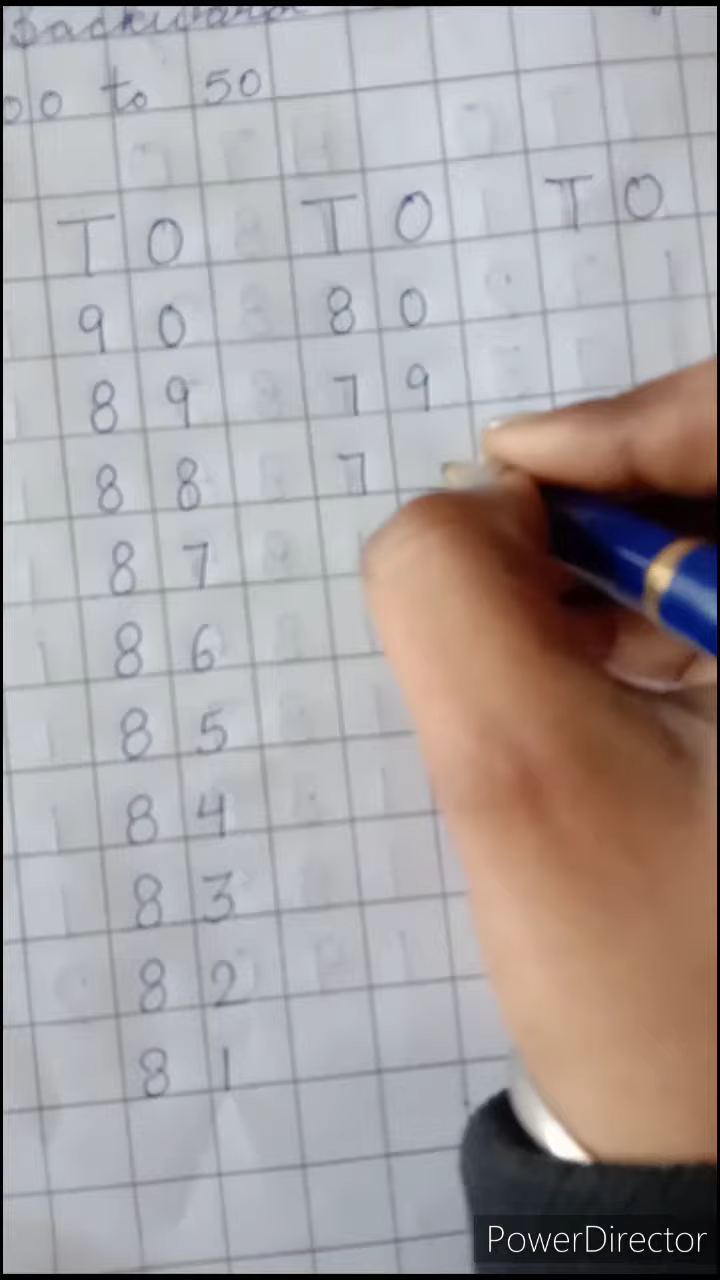 Backward
00 to 50
T O T O T O
9 0 8 0
8 9 7 9
8 8 7
8 7
8 6
8 5
8 4
8 3
8 2
8 1
PowerDirector